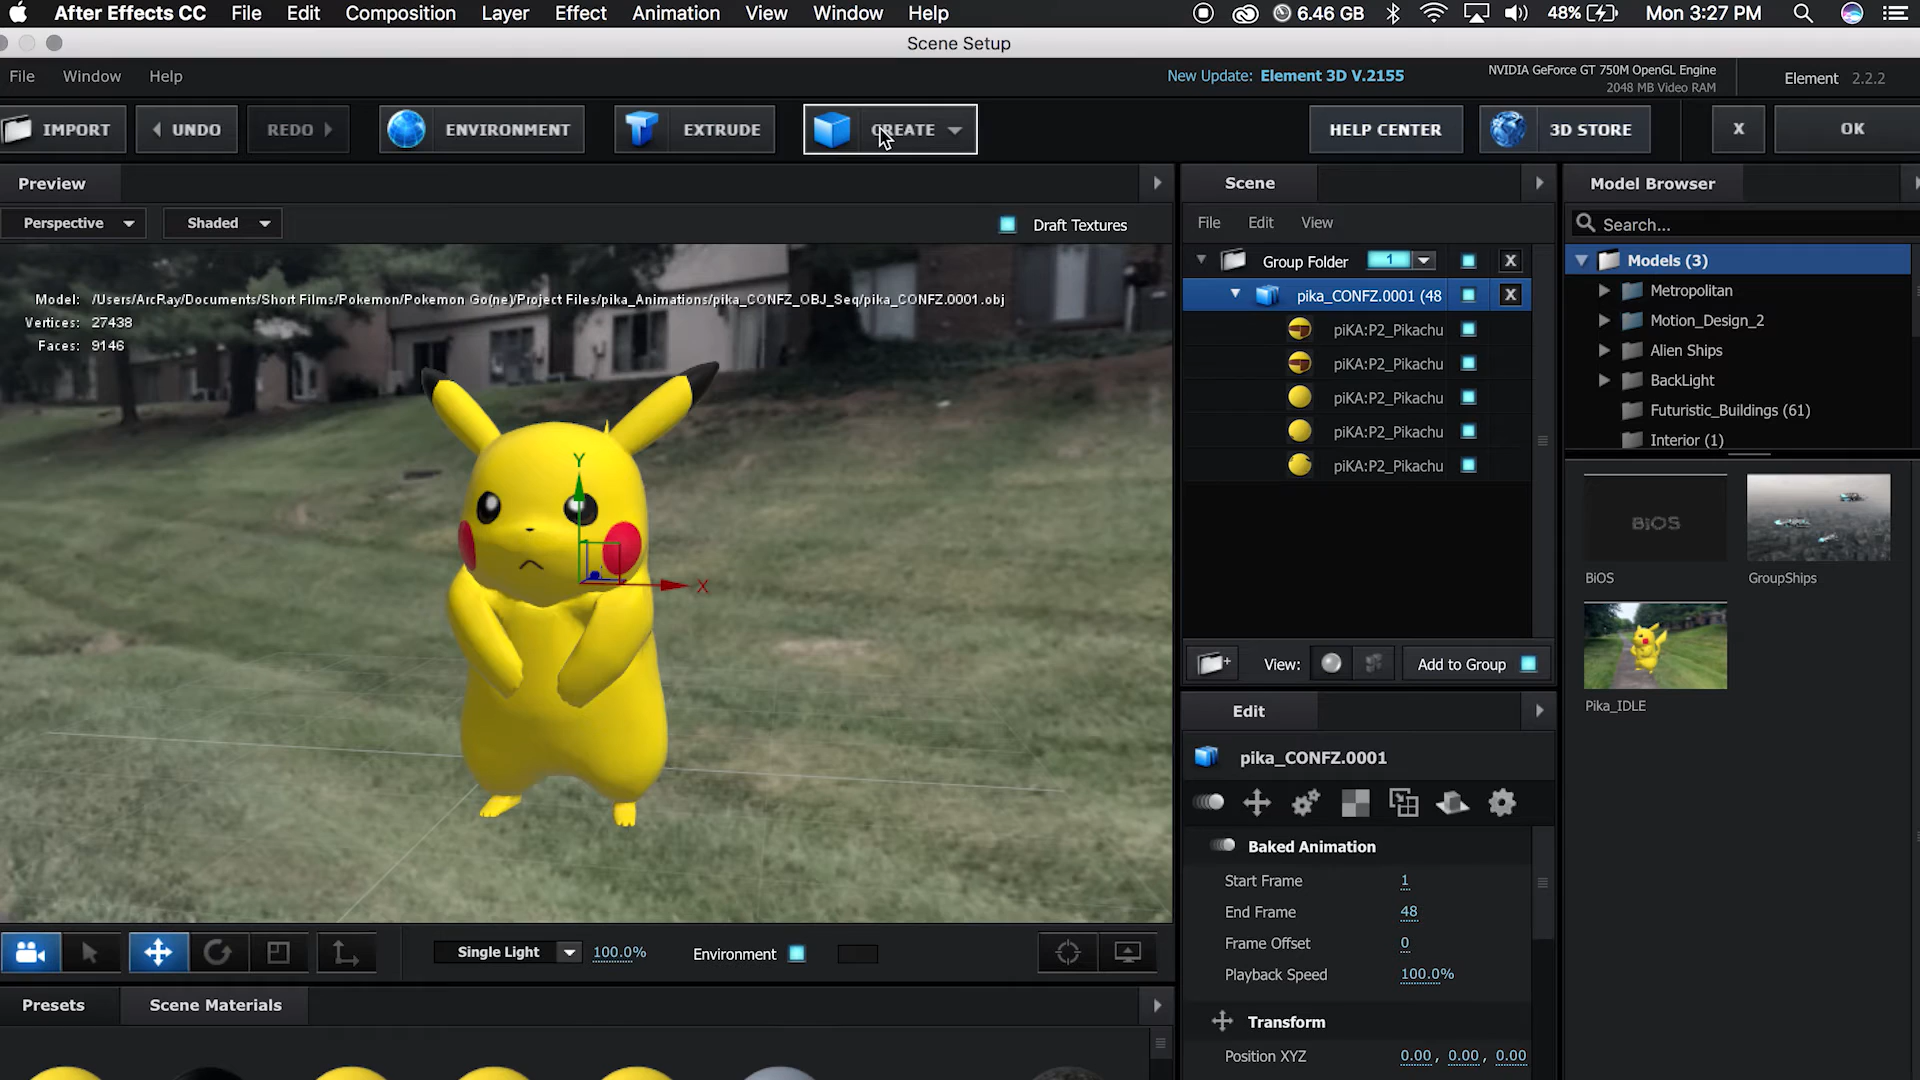 After Effects CC File Edit Composition Layer Effect Animation View Window Help 6.46 GB 48% Mon 3:27 PM
Scene Setup
File Window Help New Update: Element 3D V.2155 NVIDIA GeForce GT 750M OpenGL Engine Element 2.2.2
2048 MB Video RAM
IMPORT UNDO REDO ENVIRONMENT EXTRUDE CREATE HELP CENTER 3D STORE X OK
Preview
Perspective Shaded Draft Textures
Model: /Users/ArcRay/Documents/Short Films/Pokemon/Pokemon Go(ne)/Project Files/pika_Animations/pika_CONFZ_OBJ_Seq/pika_CONFZ.0001.obj
Vertices: 27438
Faces: 9146
Y
X
Single Light 100.0% Environment
Presets Scene Materials
Scene
File Edit View
Group Folder 1 X
pika_CONFZ.0001 (48 X
piKA:P2_Pikachu
piKA:P2_Pikachu
piKA:P2_Pikachu
piKA:P2_Pikachu
piKA:P2_Pikachu
View: Add to Group
Edit
pika_CONFZ.0001
Baked Animation
Start Frame 1
End Frame 48
Frame Offset 0
Playback Speed 100.0%
Transform
Position XYZ 0.00, 0.00, 0.00
Model Browser
Search...
Models (3)
Metropolitan
Motion_Design_2
Alien Ships
BackLight
Futuristic_Buildings (61)
Interior (1)
BiOS
BiOS GroupShips
Pika_IDLE